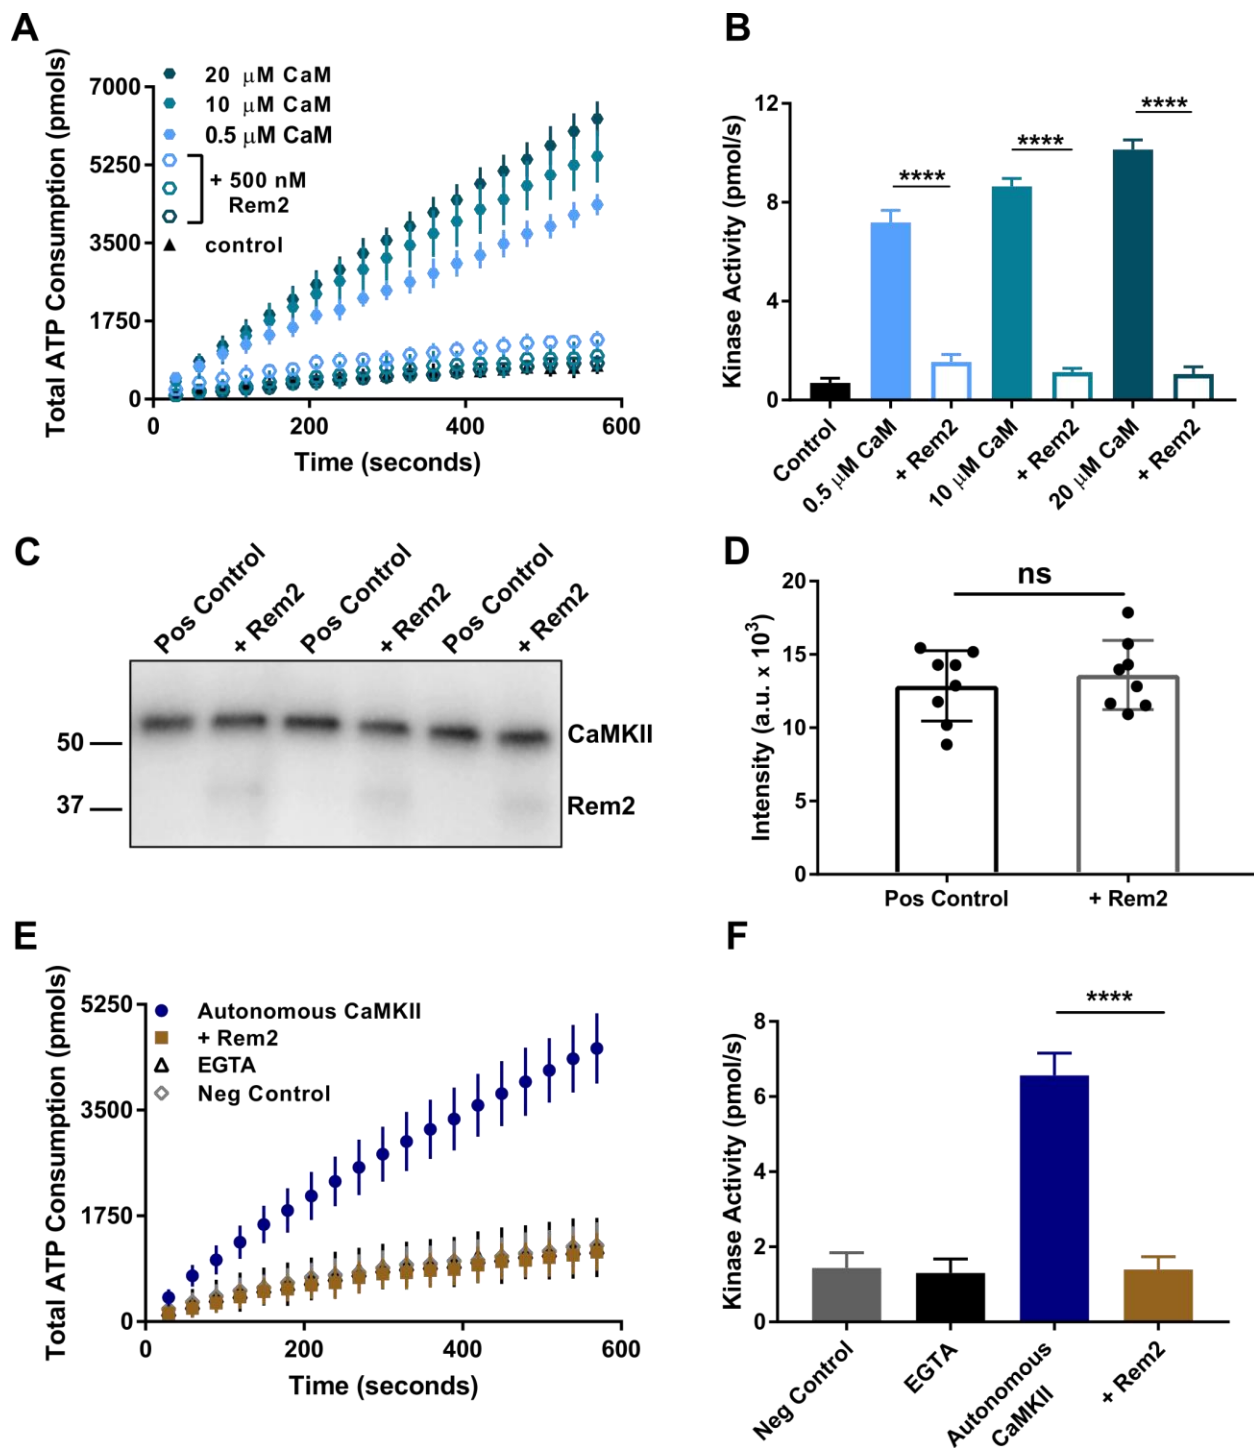 A
Total ATP Consumption (pmols)
7000
5250
3500
1750
0
20 μM CaM
10 μM CaM
0.5 μM CaM
+ 500 nM
Rem2
control
0
200
400
600
Time (seconds)
B
Kinase Activity (pmol/s)
12
8
4
0
****
****
****
Control
0.5 μM CaM
+ Rem2
10 μM CaM
+ Rem2
20 μM CaM
+ Rem2
C
Pos Control
+ Rem2
Pos Control
+ Rem2
Pos Control
+ Rem2
50
37
CaMKII
Rem2
D
Intensity (a.u. x 10³)
20
15
10
5
0
ns
Pos Control
+ Rem2
E
Total ATP Consumption (pmols)
5250
3500
1750
0
Autonomous CaMKII
+ Rem2
EGTA
Neg Control
0
200
400
600
Time (seconds)
F
Kinase Activity (pmol/s)
8
6
4
2
0
****
Neg Control
EGTA
Autonomous
CaMKII
+ Rem2